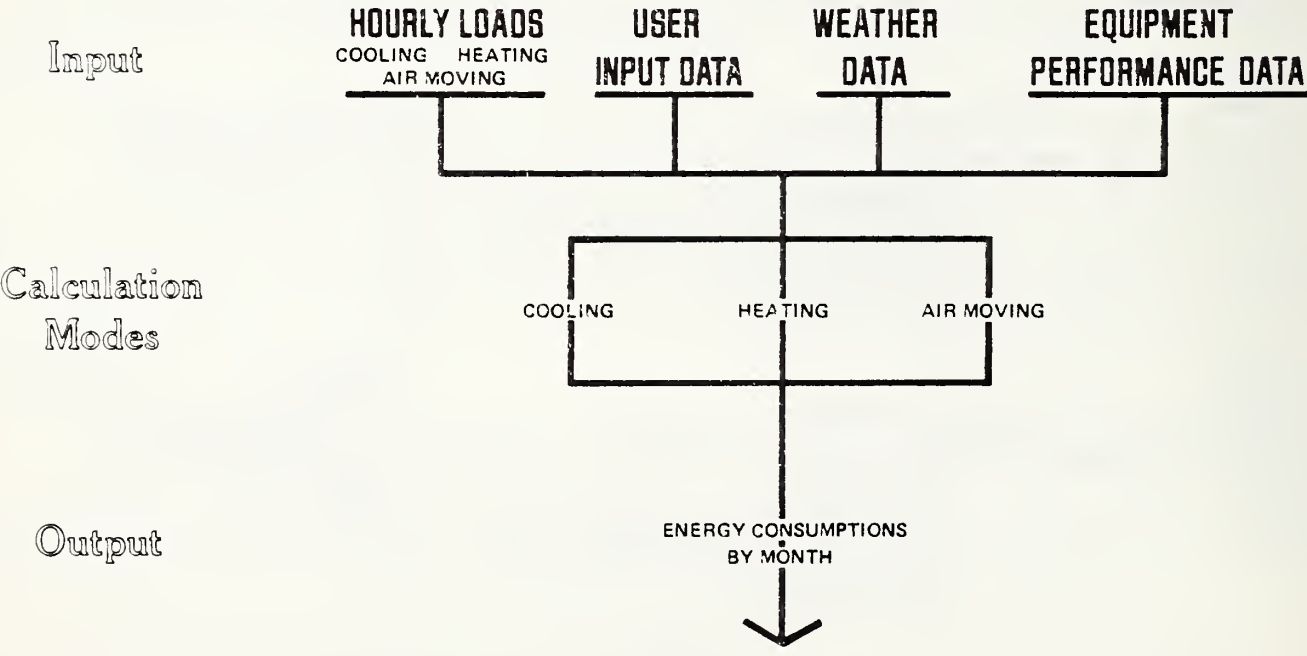 Input
HOURLY LOADS
COOLING HEATING
AIR MOVING
USER
INPUT DATA
WEATHER
DATA
EQUIPMENT
PERFORMANCE DATA
Calculation
Modes
COOLING
HEATING
AIR MOVING
Output
ENERGY CONSUMPTIONS
BY MONTH